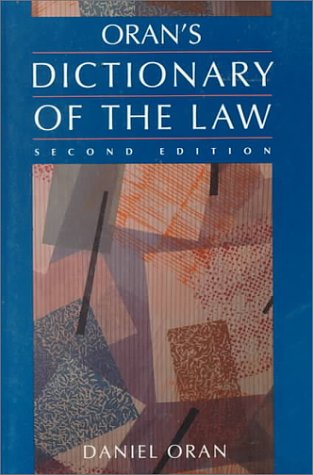 ORAN'S
DICTIONARY
OF THE LAW
SECOND EDITION
DANIEL ORAN